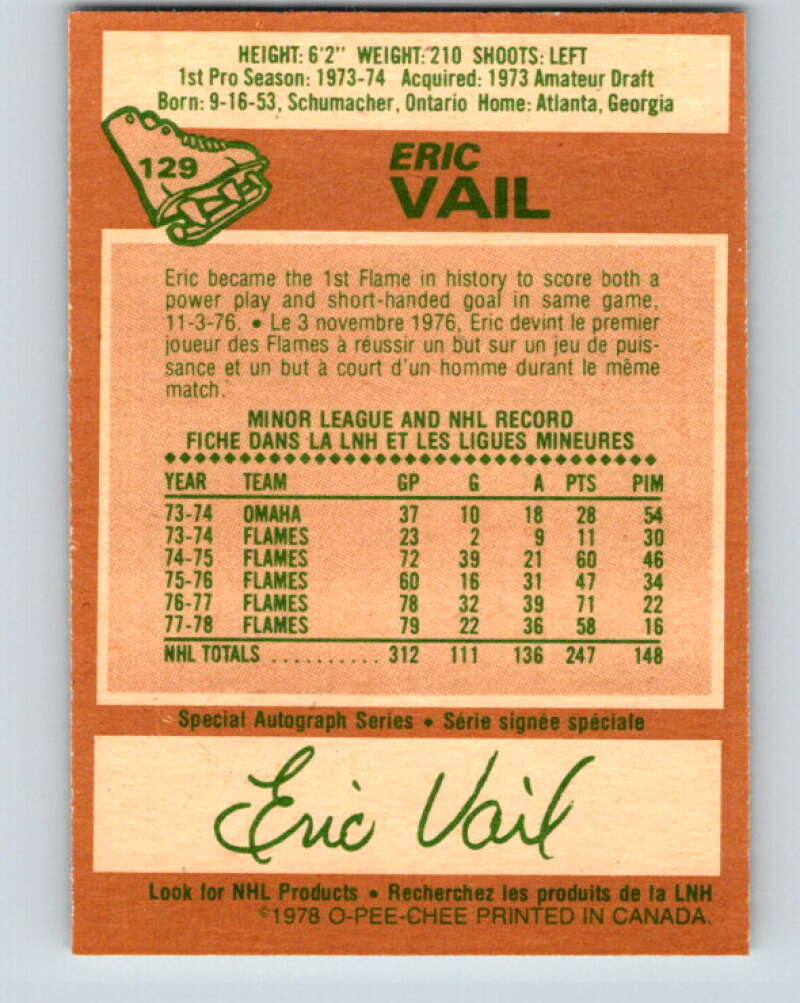 HEIGHT: 6'2" WEIGHT: 210 SHOOTS: LEFT
1st Pro Season: 1973-74 Acquired: 1973 Amateur Draft
Born: 9-16-53, Schumacher, Ontario Home: Atlanta, Georgia
129
ERIC
VAIL
Eric became the 1st Flame in history to score both a
power play and short-handed goal in same game,
11-3-76. • Le 3 novembre 1976, Eric devint le premier
joueur des Flames à réussir un but sur un jeu de puis-
sance et un but à court d'un homme durant le même
match.
MINOR LEAGUE AND NHL RECORD
FICHE DANS LA LNH ET LES LIGUES MINEURES
YEAR TEAM GP G A PTS PIM
73-74 OMAHA 37 10 18 28 54
73-74 FLAMES 23 2 9 11 30
74-75 FLAMES 72 39 21 60 46
75-76 FLAMES 60 16 31 47 34
76-77 FLAMES 78 32 39 71 22
77-78 FLAMES 79 22 36 58 16
NHL TOTALS .......... 312 111 136 247 148
Special Autograph Series • Série signée spéciale
Eric Vail
Look for NHL Products • Recherchez les produits de la LNH
©1978 O-PEE-CHEE PRINTED IN CANADA.